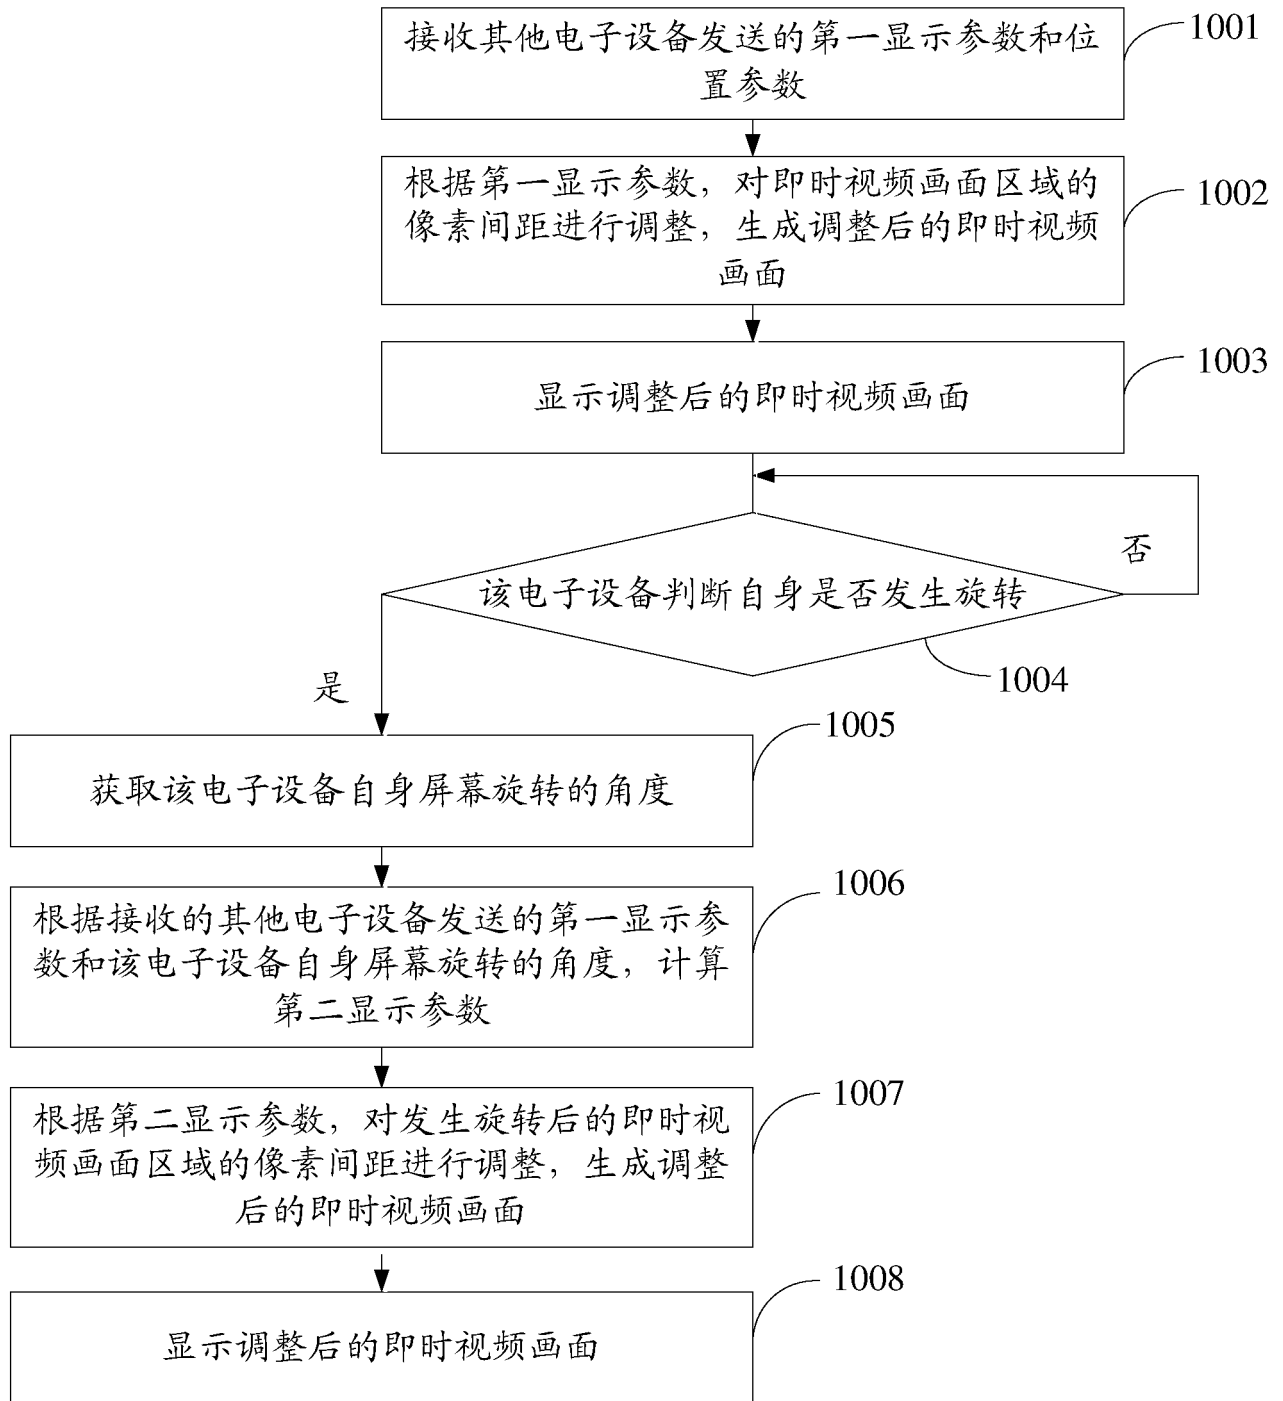 接收其他电子设备发送的第一显示参数和位
置参数
1001
根据第一显示参数，对即时视频画面区域的
像素间距进行调整，生成调整后的即时视频
画面
1002
显示调整后的即时视频画面
1003
该电子设备判断自身是否发生旋转
否
1004
是
获取该电子设备自身屏幕旋转的角度
1005
根据接收的其他电子设备发送的第一显示参
数和该电子设备自身屏幕旋转的角度，计算
第二显示参数
1006
根据第二显示参数，对发生旋转后的即时视
频画面区域的像素间距进行调整，生成调整
后的即时视频画面
1007
显示调整后的即时视频画面
1008